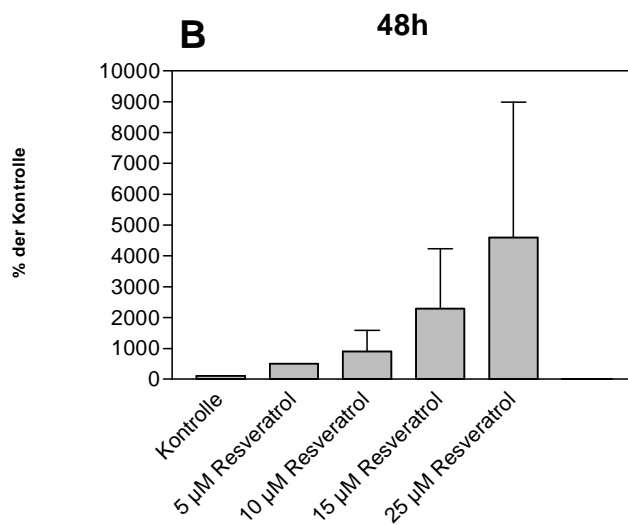 B
48h
% der Kontrolle
10000
9000
8000
7000
6000
5000
4000
3000
2000
1000
0
Kontrolle
5 µM Resveratrol
10 µM Resveratrol
15 µM Resveratrol
25 µM Resveratrol